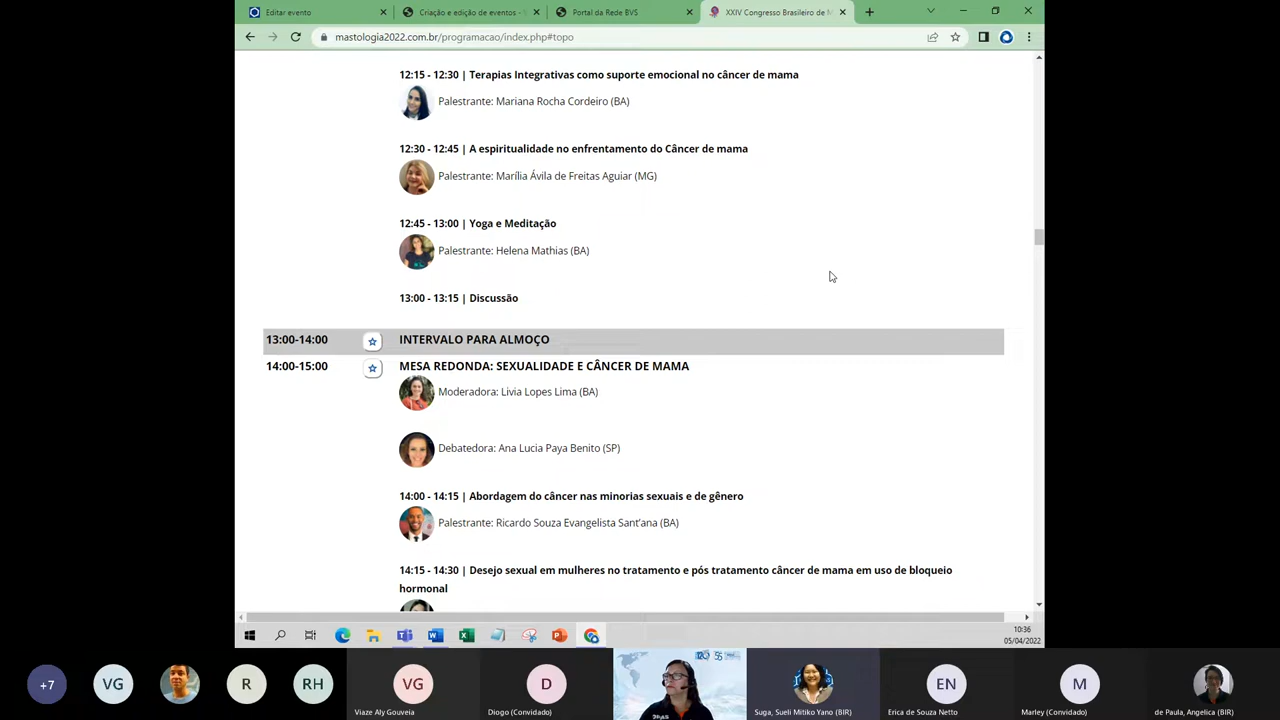 Editar evento
Criação e edição de eventos - 
Portal da Rede BVS
XXIV Congresso Brasileiro de M
mastologia2022.com.br/programacao/index.php#topo
12:15 - 12:30 | Terapias Integrativas como suporte emocional no câncer de mama
Palestrante: Mariana Rocha Cordeiro (BA)
12:30 - 12:45 | A espiritualidade no enfrentamento do Câncer de mama
Palestrante: Marília Ávila de Freitas Aguiar (MG)
12:45 - 13:00 | Yoga e Meditação
Palestrante: Helena Mathias (BA)
13:00 - 13:15 | Discussão
13:00-14:00 INTERVALO PARA ALMOÇO
14:00-15:00 MESA REDONDA: SEXUALIDADE E CÂNCER DE MAMA
Moderadora: Livia Lopes Lima (BA)
Debatedora: Ana Lucia Paya Benito (SP)
14:00 - 14:15 | Abordagem do câncer nas minorias sexuais e de gênero
Palestrante: Ricardo Souza Evangelista Sant'ana (BA)
14:15 - 14:30 | Desejo sexual em mulheres no tratamento e pós tratamento câncer de mama em uso de bloqueio
hormonal
10:36
05/04/2022
+7
VG
R
RH
VG
D
EN
M
Viaze Aly Gouveia
Diogo (Convidado)
Suga, Sueli Mitiko Yano (BIR)
Erica de Souza Netto
Marley (Convidado)
de Paula, Angelica (BIR)